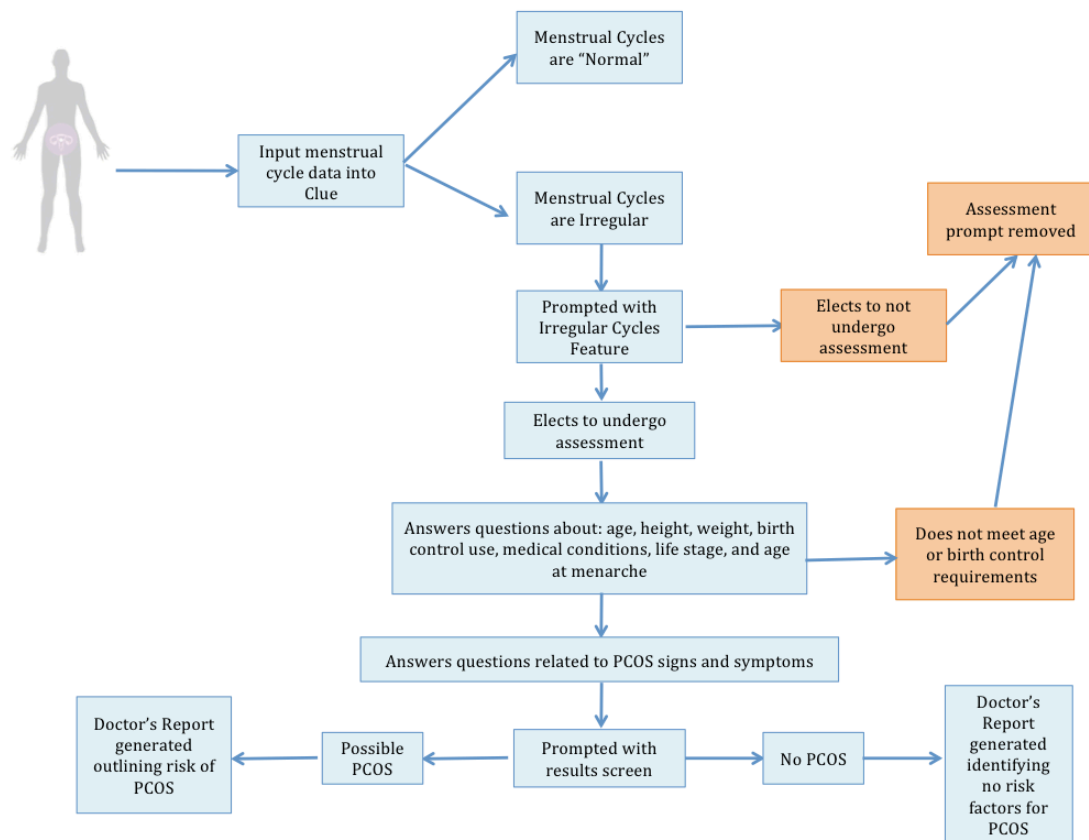 Menstrual Cycles
are “Normal”
Input menstrual
cycle data into
Clue
Menstrual Cycles
are Irregular
Assessment
prompt removed
Prompted with
Irregular Cycles
Feature
Elects to not
undergo
assessment
Elects to undergo
assessment
Answers questions about: age, height, weight, birth
control use, medical conditions, life stage, and age
at menarche
Does not meet age
or birth control
requirements
Answers questions related to PCOS signs and symptoms
Doctor’s Report
generated
outlining risk of
PCOS
Possible
PCOS
Prompted with
results screen
No PCOS
Doctor’s
Report
generated
identifying
no risk
factors for
PCOS